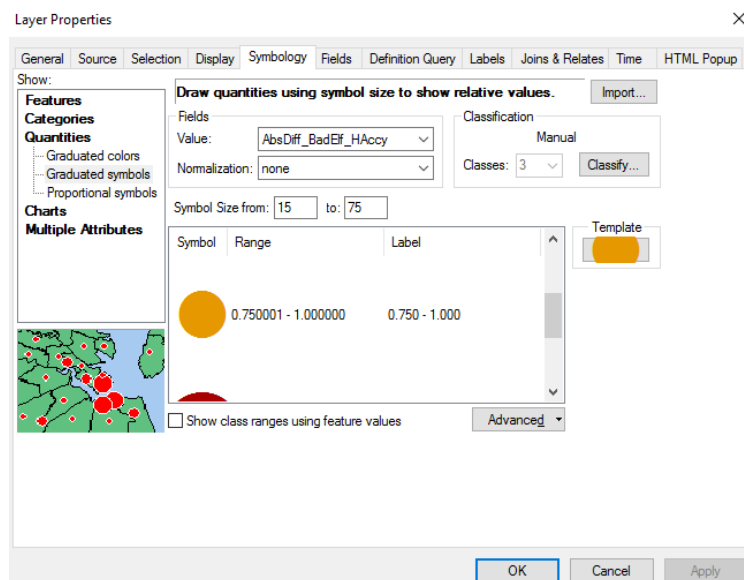 Layer Properties
General Source Selection Display Symbology Fields Definition Query Labels Joins & Relates Time HTML Popup
Show:
Features
Categories
Quantities
Graduated colors
Graduated symbols
Proportional symbols
Charts
Multiple Attributes
Draw quantities using symbol size to show relative values.
Import...
Fields
Value: AbsDiff_BadElf_HAccy
Normalization: none
Classification
Manual
Classes: 3 Classify...
Symbol Size from: 15 to: 75
Symbol Range Label
0.750001 - 1.000000 0.750 - 1.000
Template
Show class ranges using feature values
Advanced
OK Cancel Apply